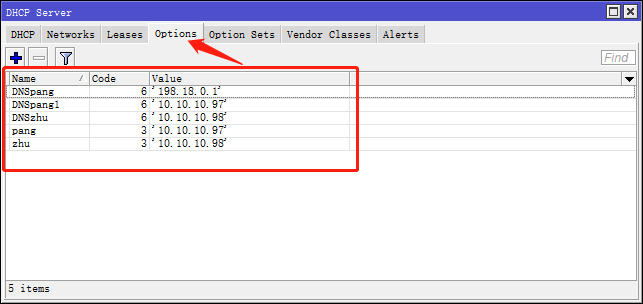 DHCP Server
DHCP Networks Leases Options Option Sets Vendor Classes Alerts
Find
Name Code Value
DNSpang 6 '198.18.0.1'
DNSpang1 6 '10.10.10.97'
DNSzhu 6 '10.10.10.98'
pang 3 '10.10.10.97'
zhu 3 '10.10.10.98'
5 items